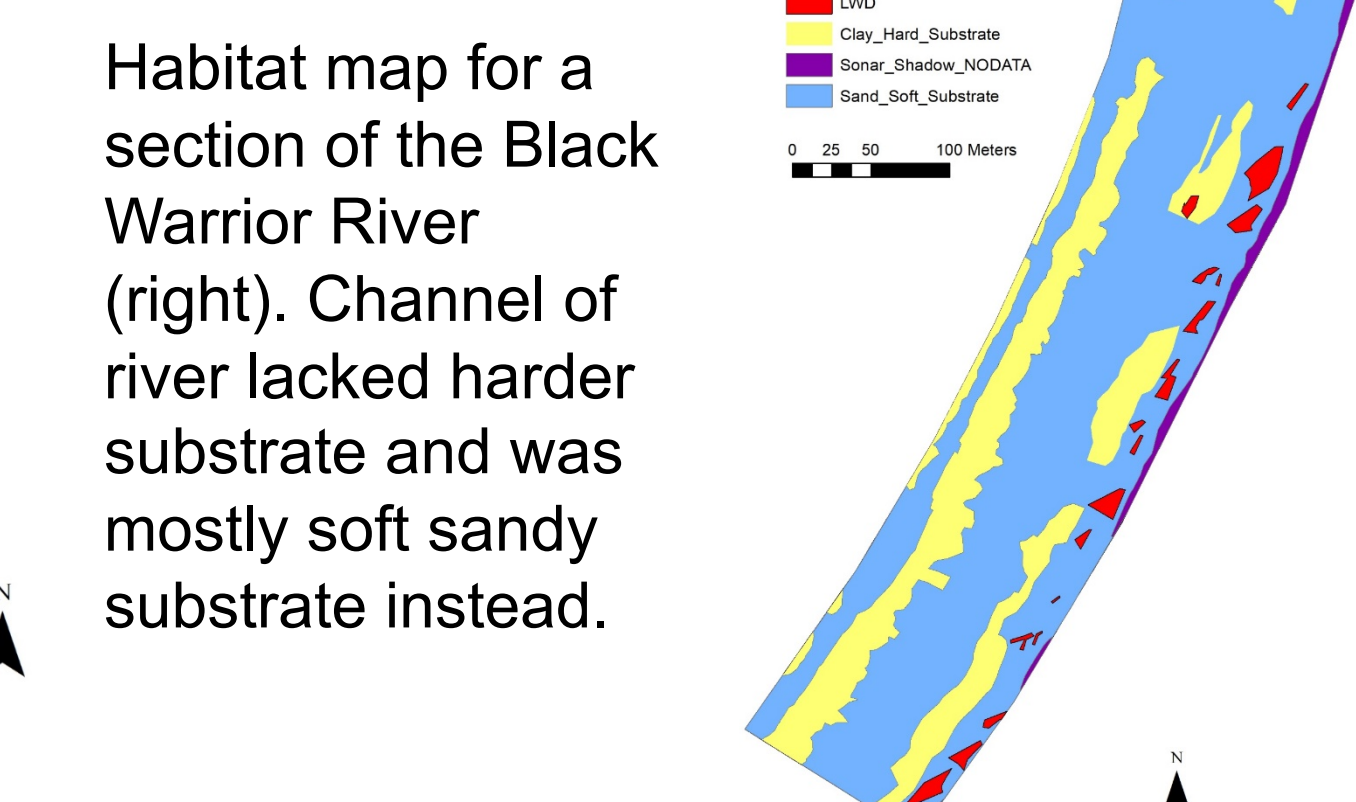 Habitat map for a
section of the Black
Warrior River
(right). Channel of
river lacked harder
substrate and was
mostly soft sandy
substrate instead.
LWD
Clay_Hard_Substrate
Sonar_Shadow_NODATA
Sand_Soft_Substrate
0 25 50 100 Meters
N
N